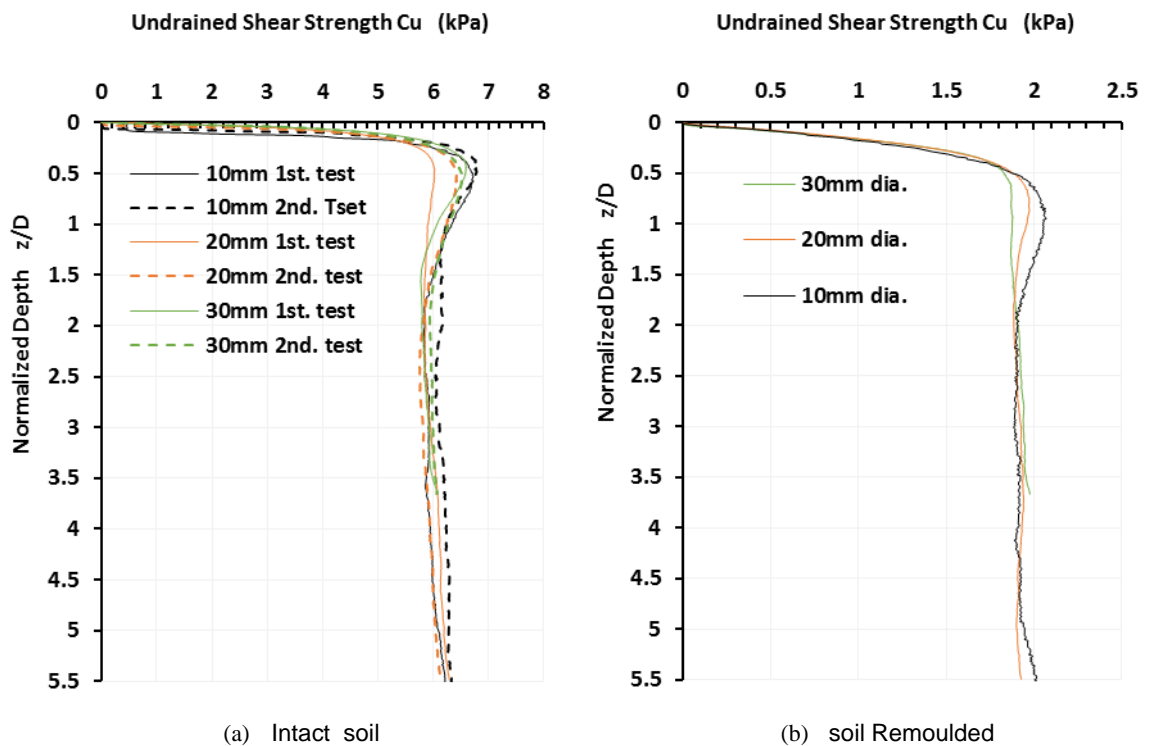 Undrained Shear Strength Cu (kPa)
0 1 2 3 4 5 6 7 8
Normalized Depth z/D
0
0.5
1
1.5
2
2.5
3
3.5
4
4.5
5
5.5
10mm 1st. test
10mm 2nd. Tset
20mm 1st. test
20mm 2nd. test
30mm 1st. test
30mm 2nd. test
(a) Intact soil
Undrained Shear Strength Cu (kPa)
0 0.5 1 1.5 2 2.5
Normalized Depth z/D
0
0.5
1
1.5
2
2.5
3
3.5
4
4.5
5
5.5
30mm dia.
20mm dia.
10mm dia.
(b) soil Remoulded